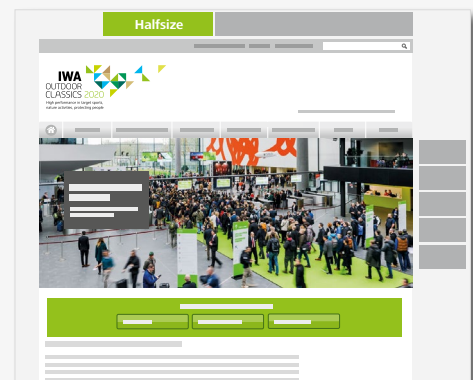 Halfsize
IWA
OUTDOOR
CLASSICS 2020
High performance in target sports,
nature activities, protecting people